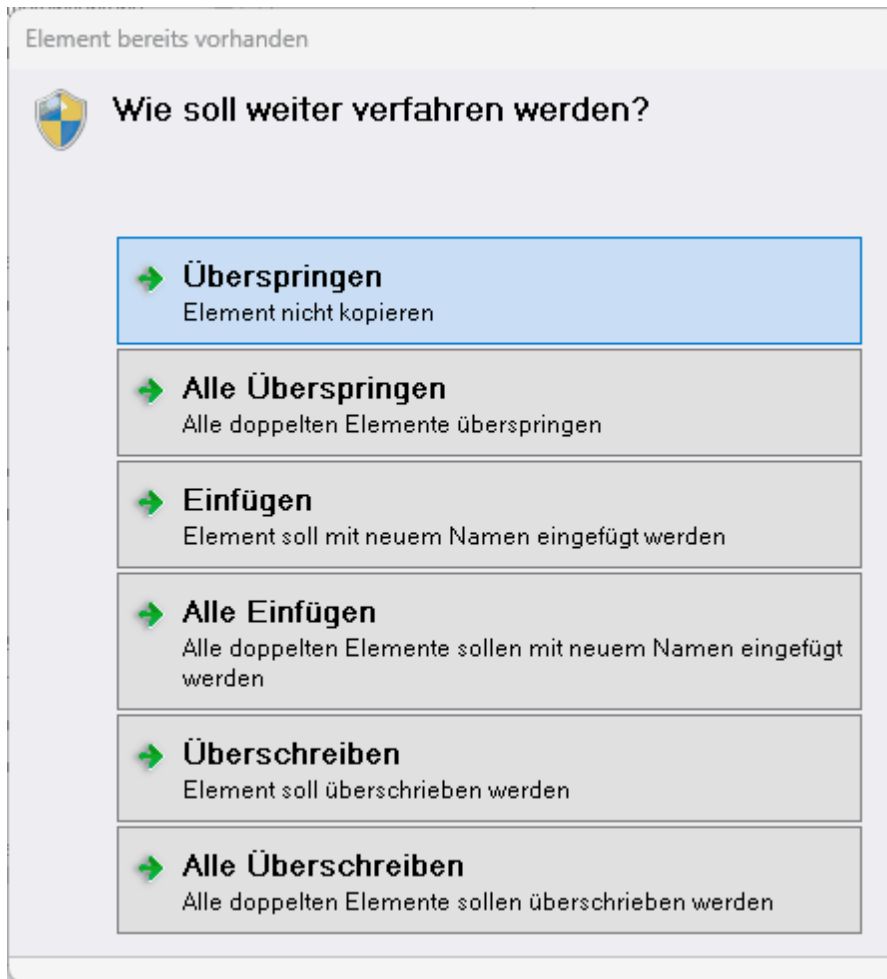 Element bereits vorhanden
Wie soll weiter verfahren werden?
Überspringen
Element nicht kopieren
Alle Überspringen
Alle doppelten Elemente überspringen
Einfügen
Element soll mit neuem Namen eingefügt werden
Alle Einfügen
Alle doppelten Elemente sollen mit neuem Namen eingefügt
werden
Überschreiben
Element soll überschrieben werden
Alle Überschreiben
Alle doppelten Elemente sollen überschrieben werden